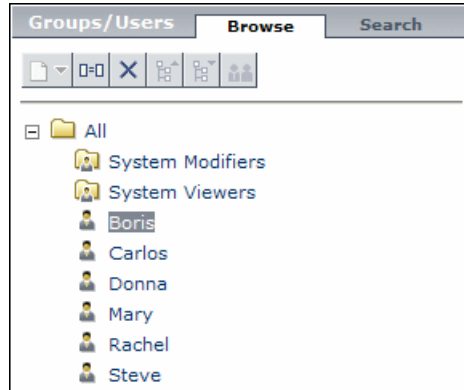 Groups/Users Browse Search
All
System Modifiers
System Viewers
Boris
Carlos
Donna
Mary
Rachel
Steve